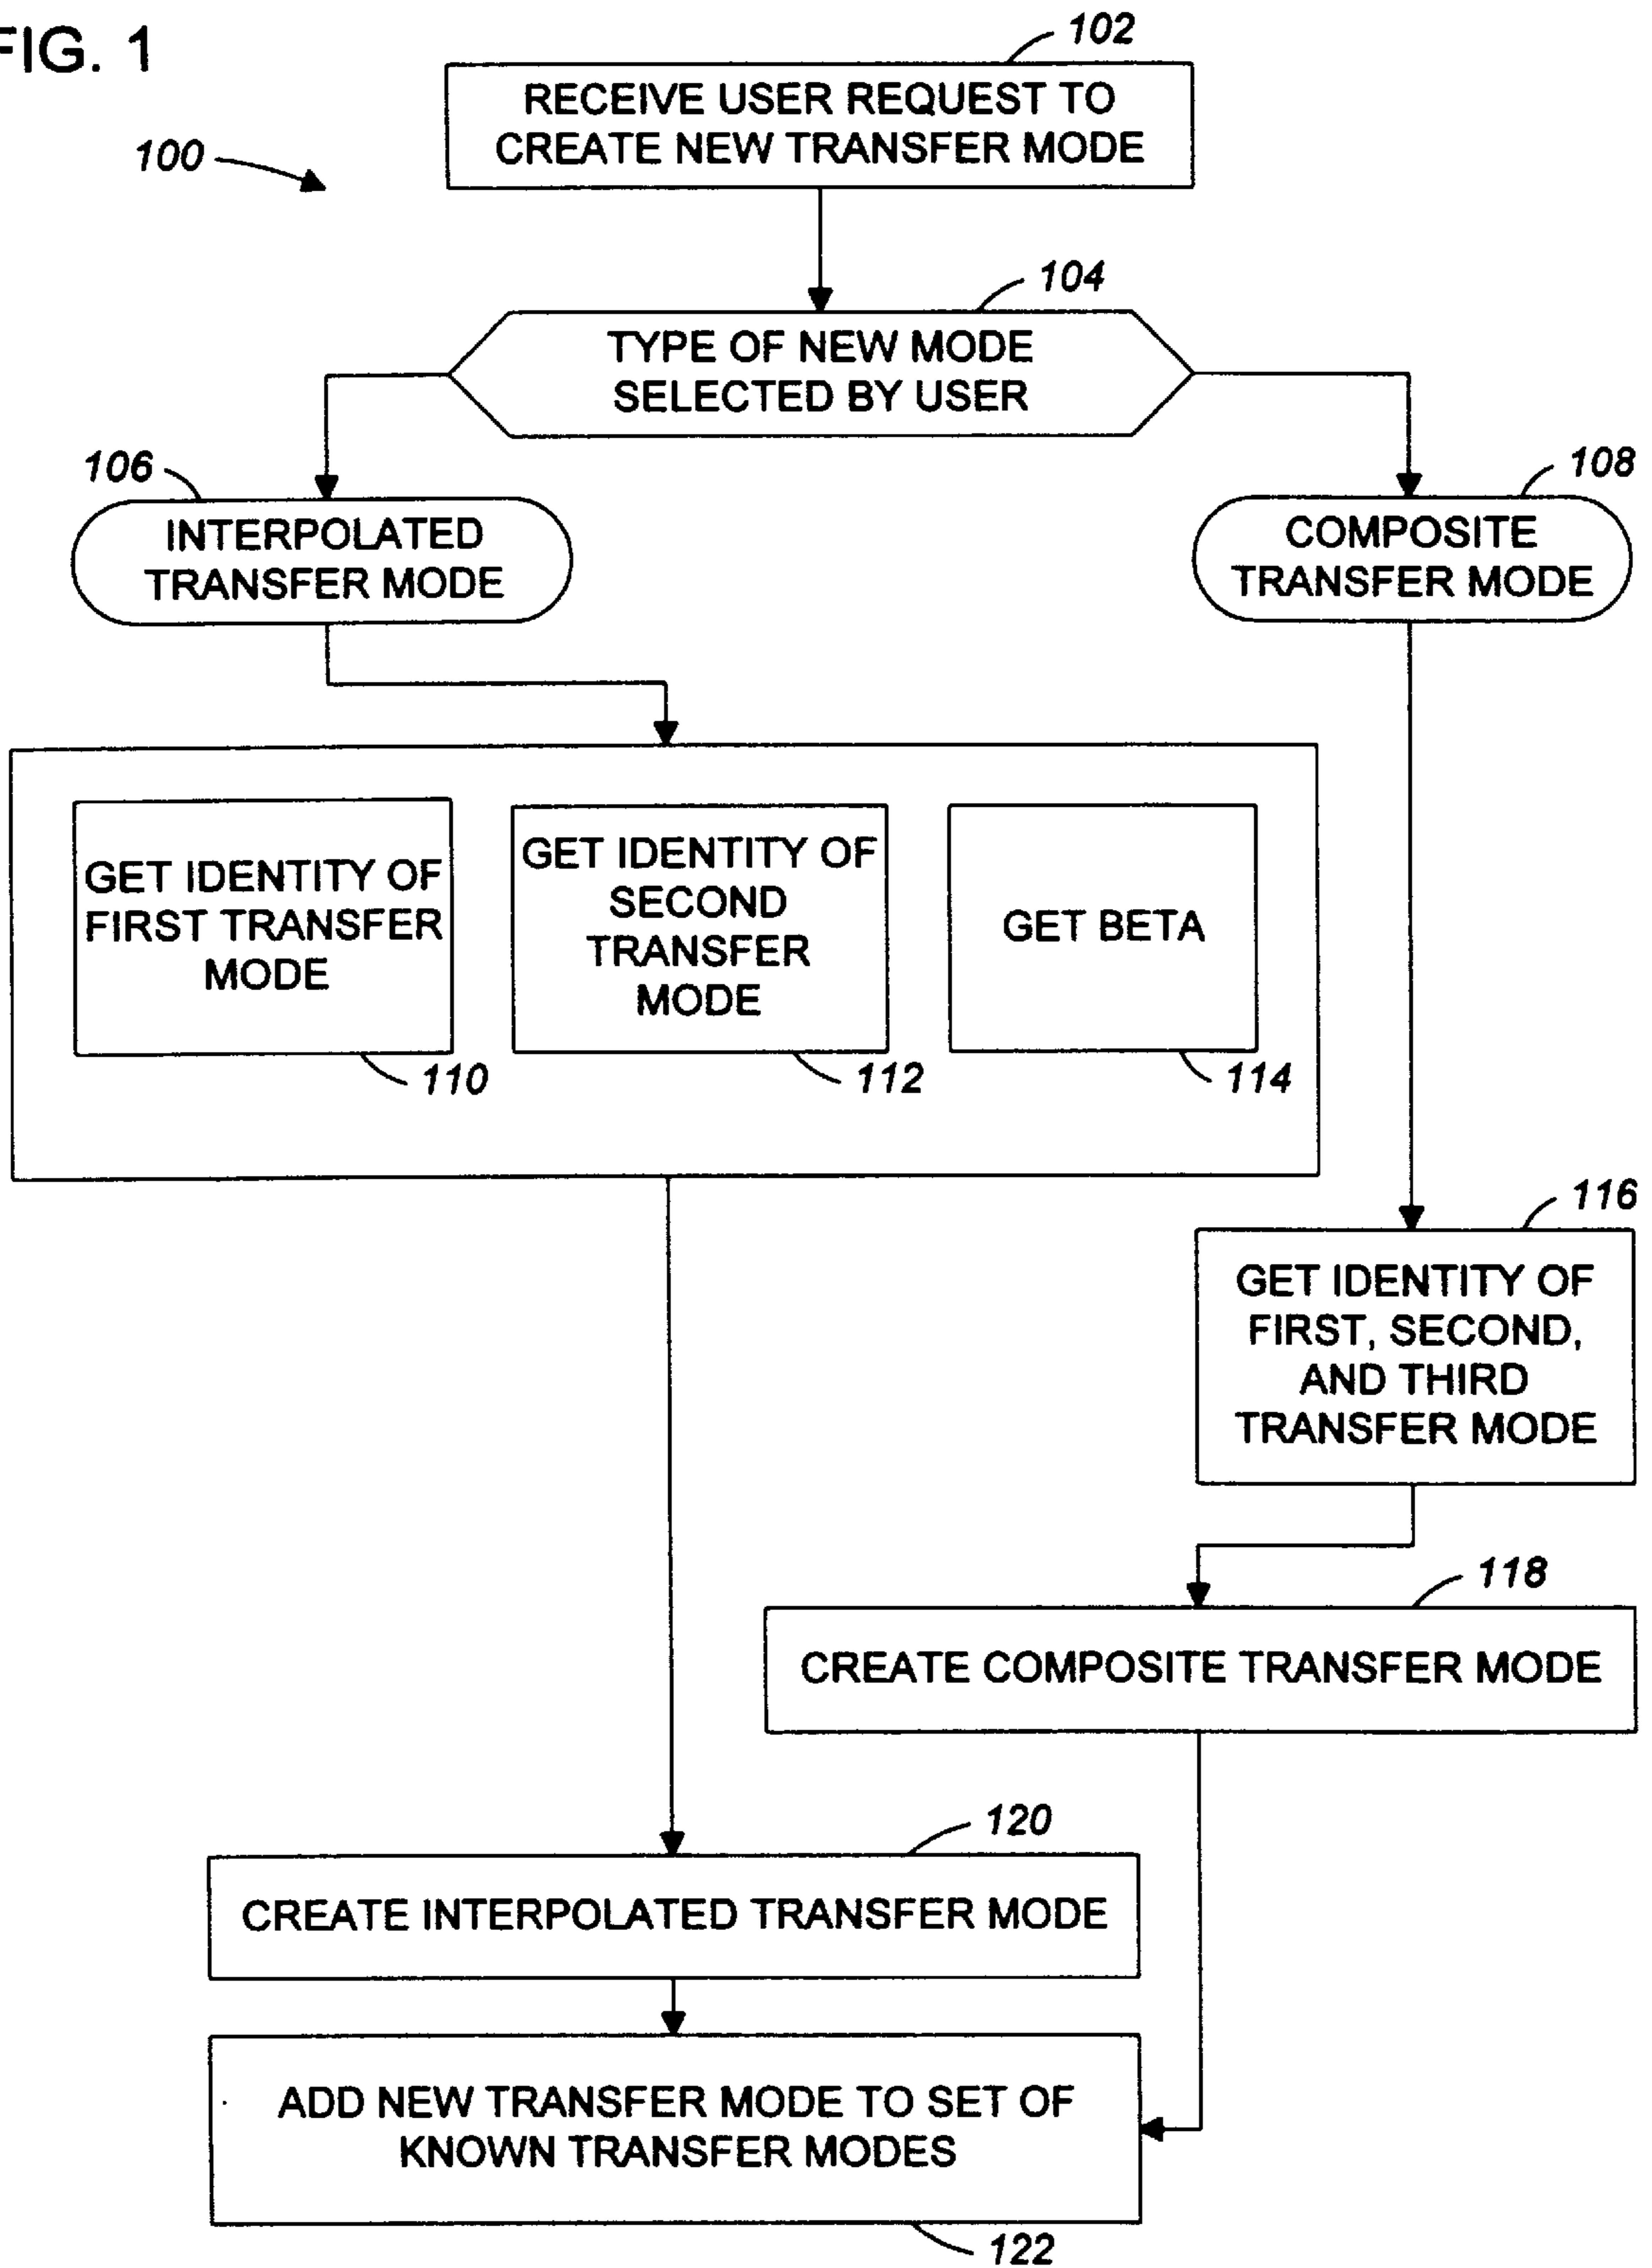 FIG. 1
102
RECEIVE USER REQUEST TO
CREATE NEW TRANSFER MODE
100
104
TYPE OF NEW MODE
SELECTED BY USER
106
INTERPOLATED
TRANSFER MODE
108
COMPOSITE
TRANSFER MODE
GET IDENTITY OF
FIRST TRANSFER
MODE
110
GET IDENTITY OF
SECOND
TRANSFER
MODE
112
GET BETA
114
116
GET IDENTITY OF
FIRST, SECOND,
AND THIRD
TRANSFER MODE
118
CREATE COMPOSITE TRANSFER MODE
120
CREATE INTERPOLATED TRANSFER MODE
ADD NEW TRANSFER MODE TO SET OF
KNOWN TRANSFER MODES
122